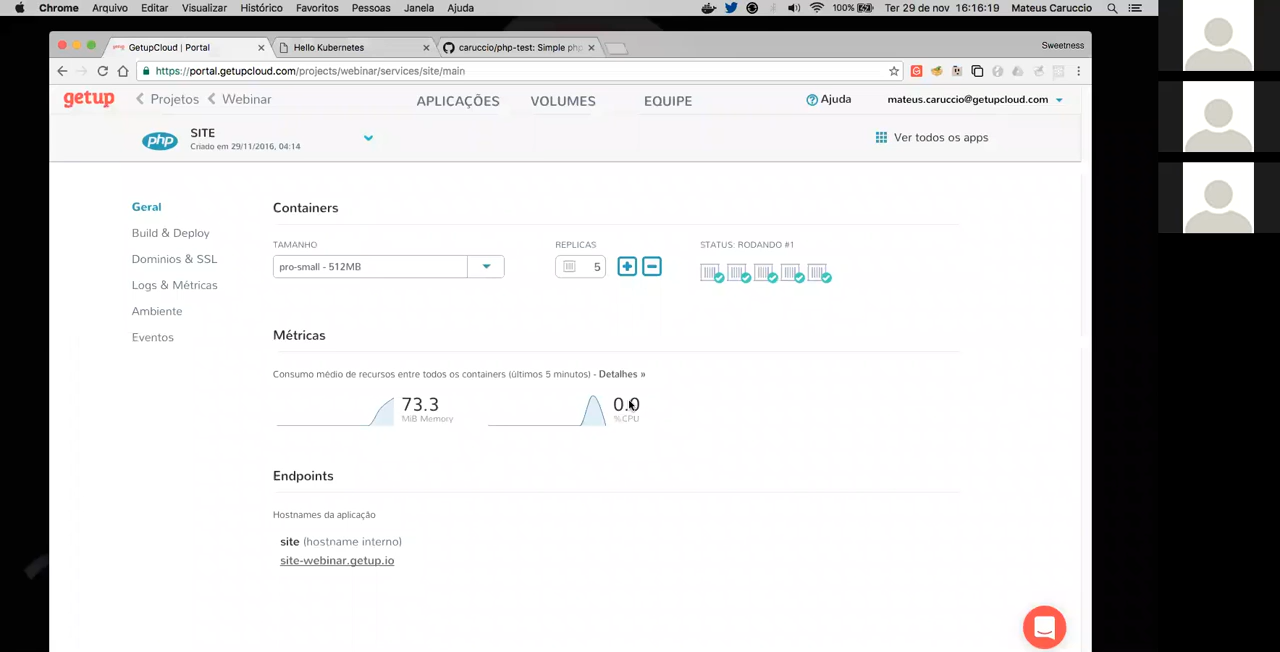 Chrome Arquivo Editar Visualizar Histórico Favoritos Pessoas Janela Ajuda 100% Ter 29 de nov 16:16:19 Mateus Caruccio
GetupCloud | Portal Hello Kubernetes caruccio/php-test: Simple php Sweetness
https://portal.getupcloud.com/projects/webinar/services/site/main
getup Projetos Webinar APLICAÇÕES VOLUMES EQUIPE Ajuda mateus.caruccio@getupcloud.com
php SITE
Criado em 29/11/2016, 04:14
Ver todos os apps
Geral
Build & Deploy
Dominios & SSL
Logs & Métricas
Ambiente
Eventos
Containers
TAMANHO REPLICAS STATUS: RODANDO #1
pro-small - 512MB 5
Métricas
Consumo médio de recursos entre todos os containers (últimos 5 minutos) - Detalhes »
73.3 0.0
MiB Memory %CPU
Endpoints
Hostnames da aplicação
site (hostname interno)
site-webinar.getup.io